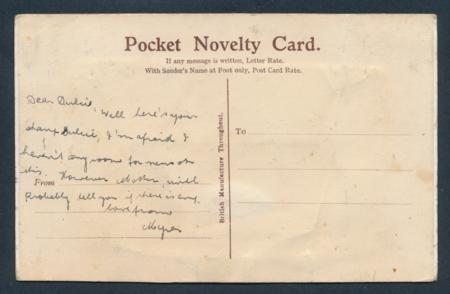 Pocket Novelty Card.
If any message is written, Letter Rate.
With Sender's Name at Foot only, Post Card Rate.
Dear Dulcie,
Well here's your
stamp Dulcie, I'm afraid I
haven't any room for news on
this. However Mother, will
From
Probably tell you if there is any.
love from
British Manufacture Throughout.
To